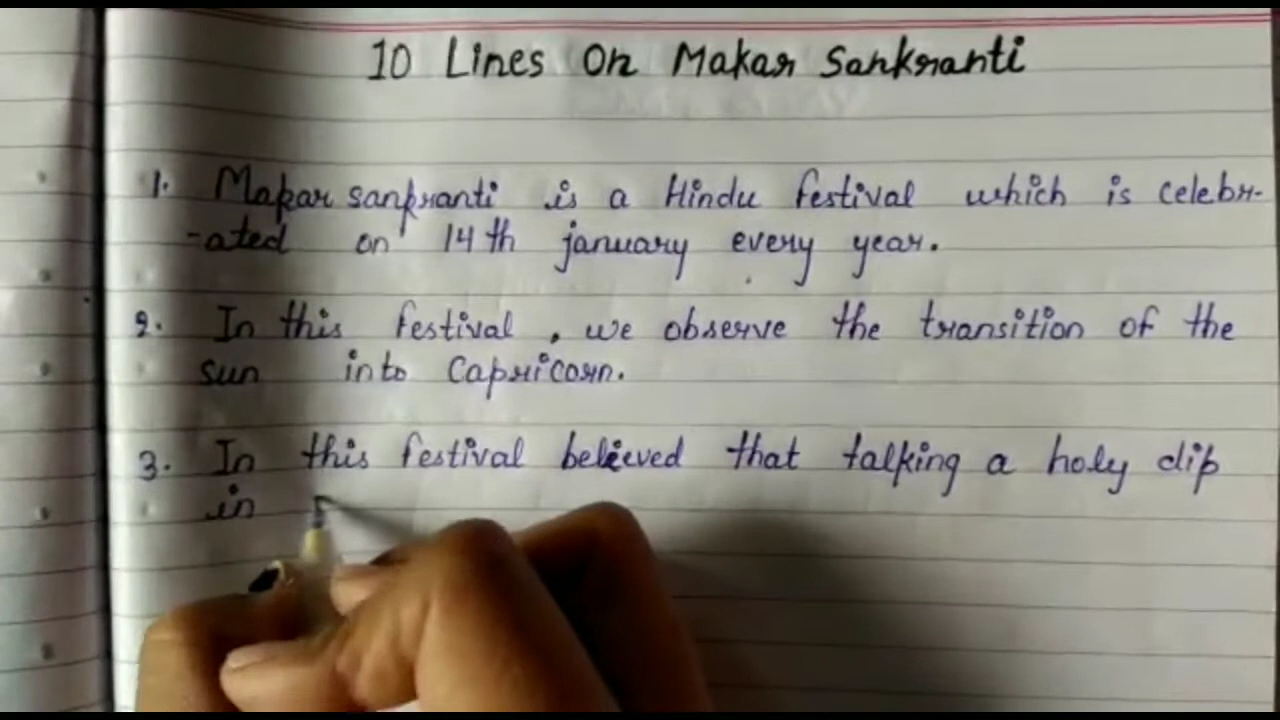 10 Lines On Makar Sankranti
1. Makar sankranti is a Hindu festival which is celebr-
-ated on 14th january every year.
2. In this festival , we observe the transition of the
sun into Capricorn.
3. In this festival believed that talking a holy dip
in